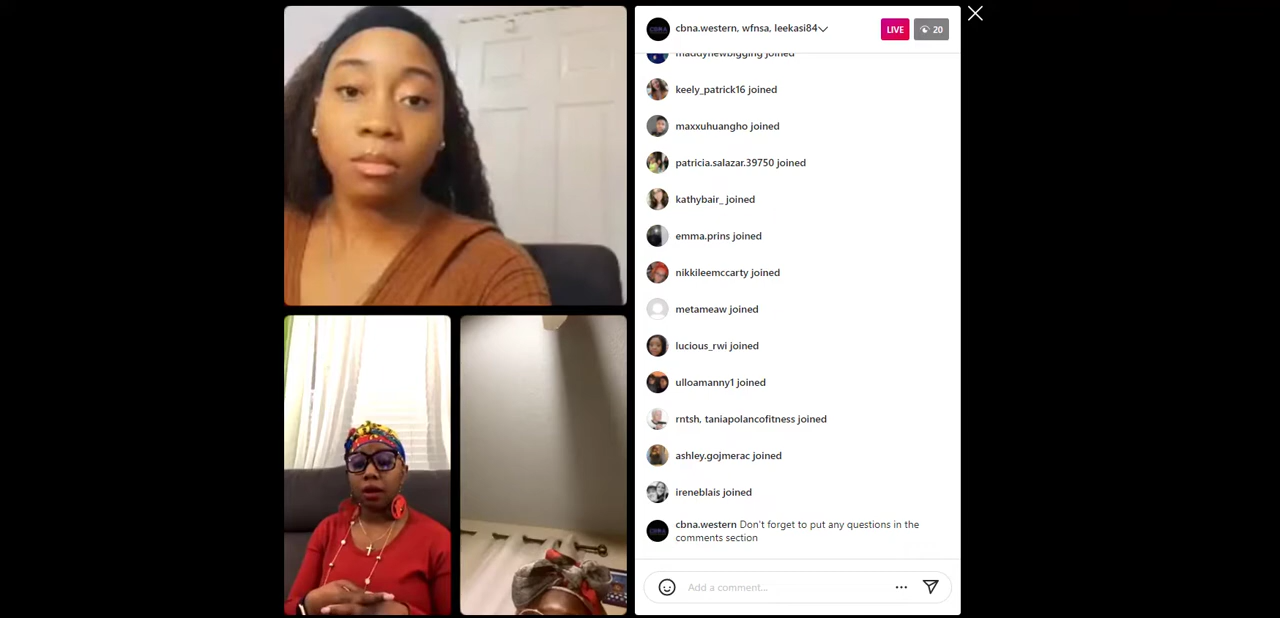 cbna.western, wfnsa, leekasi84
LIVE
20
maddynewbigging joined
keely_patrick16 joined
maxxuhuangho joined
patricia.salazar.39750 joined
kathybair_ joined
emma.prins joined
nikkileemccarty joined
metameaw joined
lucious_rwi joined
ulloamanny1 joined
rntsh, taniapolancofitness joined
ashley.gojmerac joined
ireneblais joined
cbna.western Don't forget to put any questions in the
comments section
Add a comment...